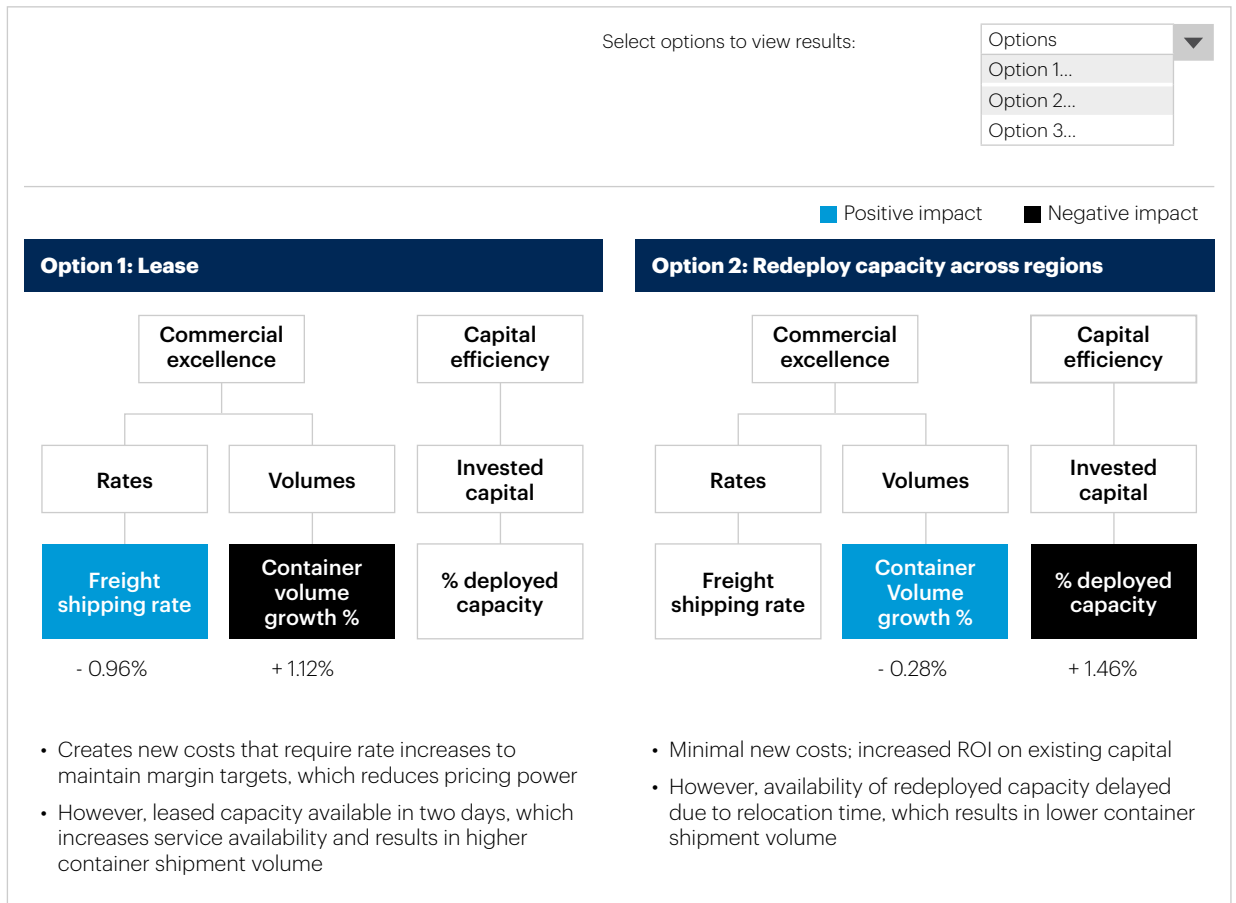 Select options to view results:
Options
Option 1...
Option 2...
Option 3...
Positive impact
Negative impact
Option 1: Lease
Commercial
excellence
Capital
efficiency
Rates
Volumes
Invested
capital
Freight
shipping rate
Container
volume
growth %
% deployed
capacity
- 0.96%
+ 1.12%
• Creates new costs that require rate increases to
maintain margin targets, which reduces pricing power
• However, leased capacity available in two days, which
increases service availability and results in higher
container shipment volume
Option 2: Redeploy capacity across regions
Commercial
excellence
Capital
efficiency
Rates
Volumes
Invested
capital
Freight
shipping rate
Container
Volume
growth %
% deployed
capacity
- 0.28%
+ 1.46%
• Minimal new costs; increased ROI on existing capital
• However, availability of redeployed capacity delayed
due to relocation time, which results in lower container
shipment volume